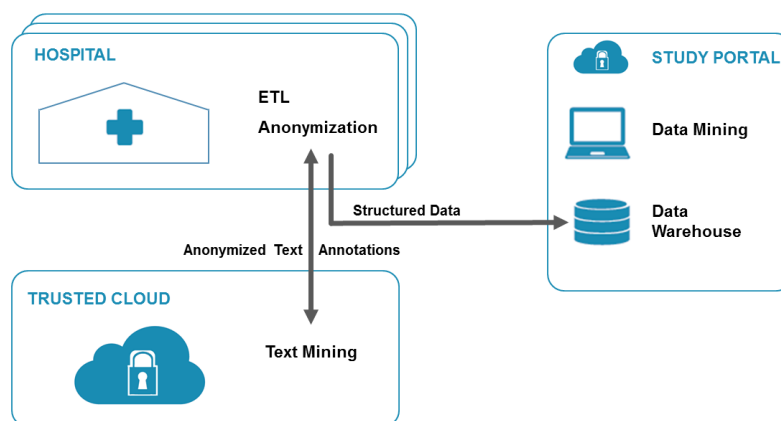 HOSPITAL
ETL
Anonymization
STUDY PORTAL
Data Mining
Data
Warehouse
Structured Data
Anonymized Text Annotations
TRUSTED CLOUD
Text Mining